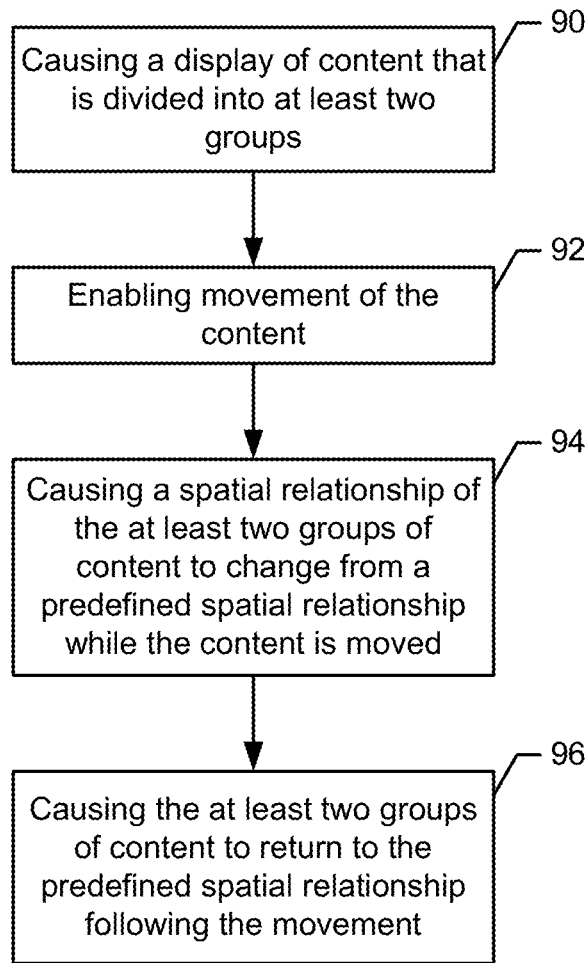 90
Causing a display of content that
is divided into at least two
groups
92
Enabling movement of the
content
94
Causing a spatial relationship of
the at least two groups of
content to change from a
predefined spatial relationship
while the content is moved
96
Causing the at least two groups
of content to return to the
predefined spatial relationship
following the movement